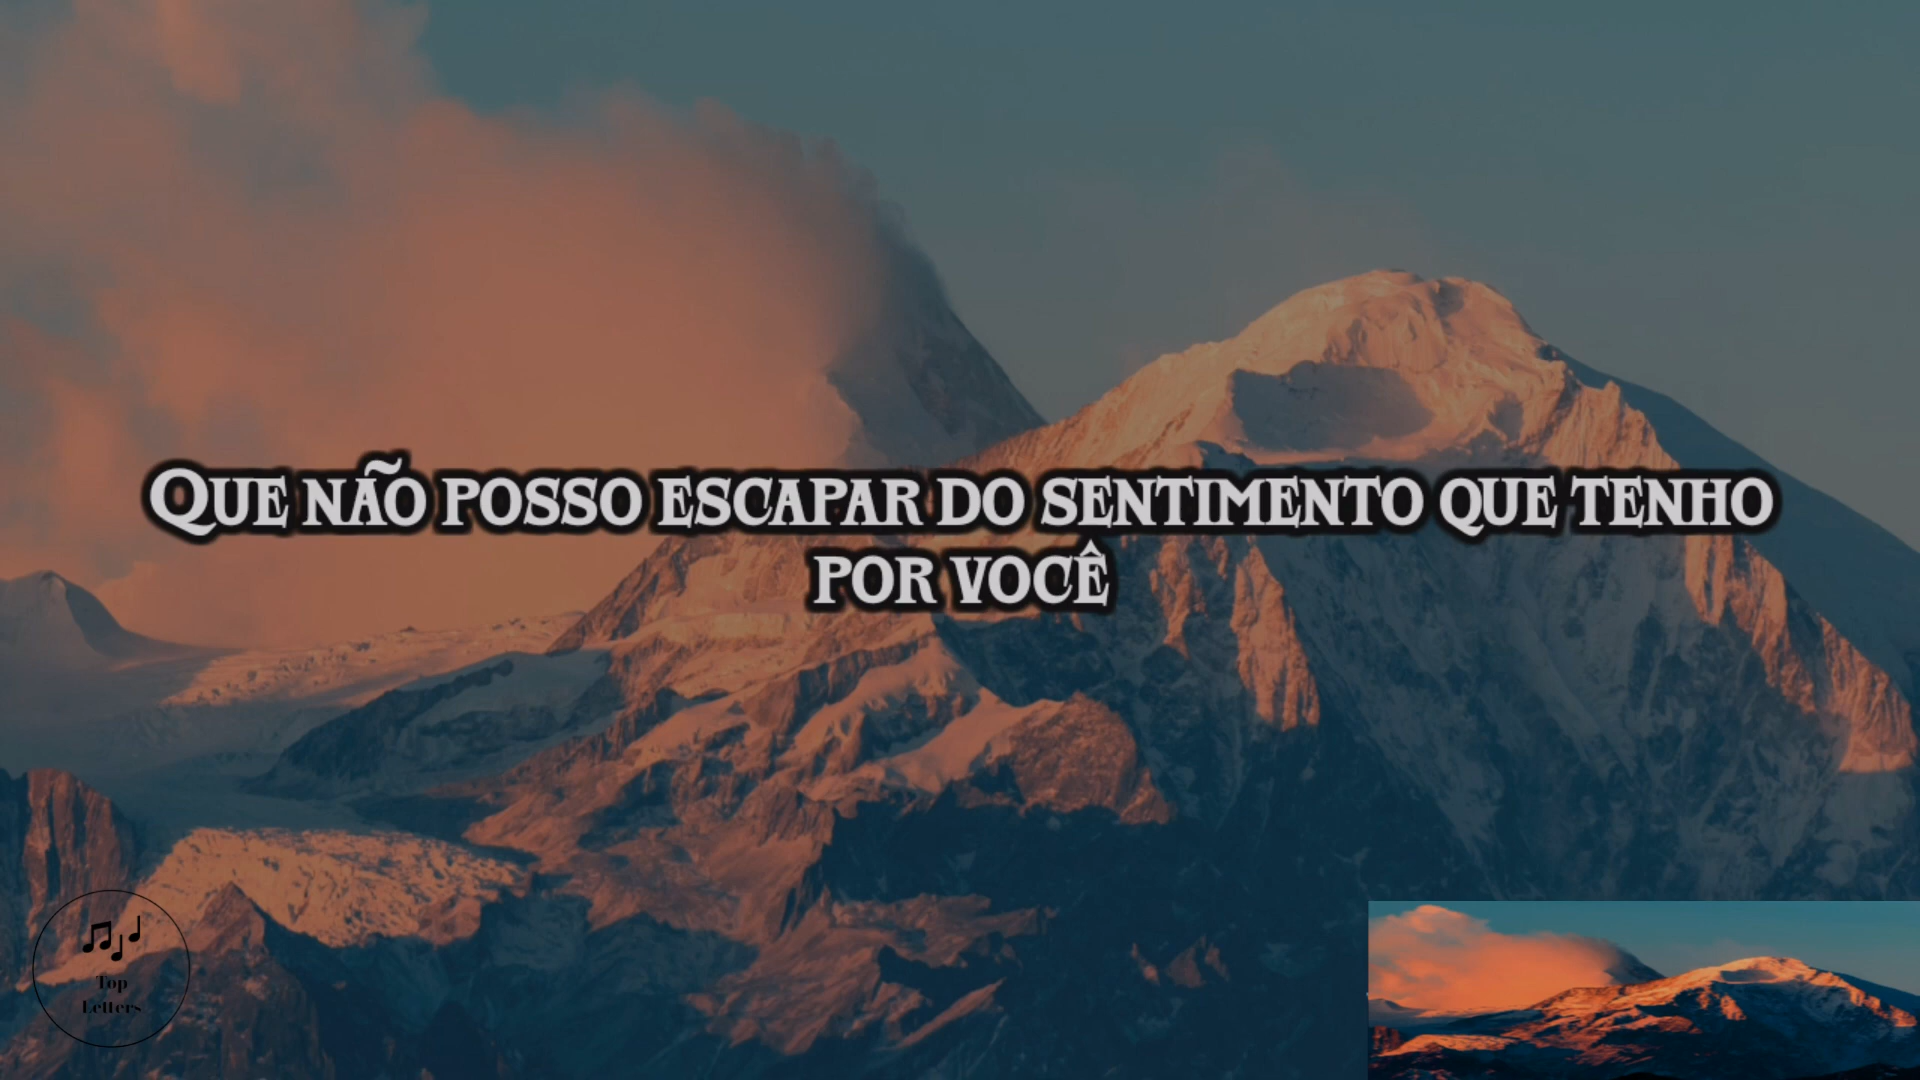 Que não posso escapar do sentimento que tenho
por você
Top
Letters